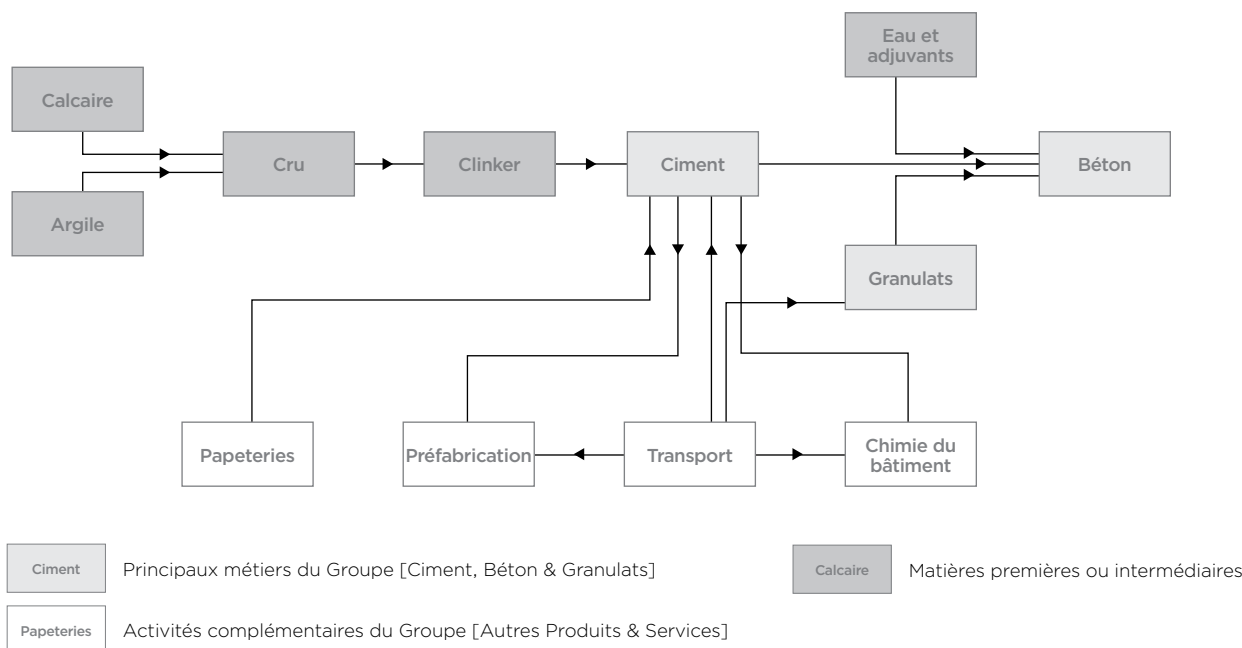 Eau et
adjuvants
Calcaire
Cru
Clinker
Ciment
Béton
Argile
Granulats
Papeteries
Préfabrication
Transport
Chimie du
bâtiment
Ciment
Principaux métiers du Groupe [Ciment, Béton & Granulats]
Calcaire
Matières premières ou intermédiaires
Papeteries
Activités complémentaires du Groupe [Autres Produits & Services]